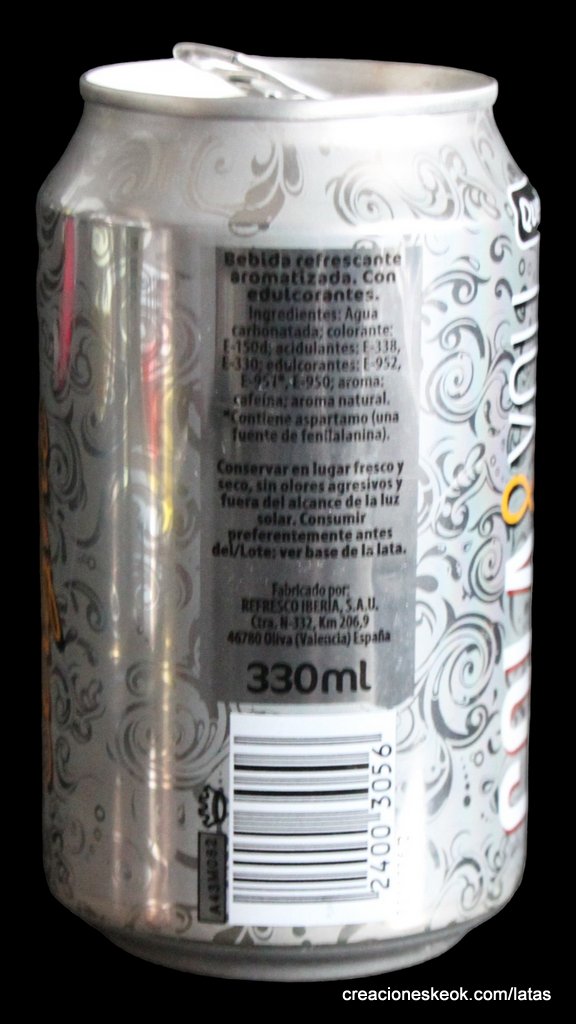 Bebida refrescante
aromatizada. Con
edulcorantes.
Ingredientes: Agua
carbonatada; colorante:
E-150d; acidulantes: E-338,
E-330; edulcorantes: E-952,
E-951*, E-950; aroma:
cafeína; aroma natural.
*Contiene aspartamo (una
fuente de fenilalanina).
Conservar en lugar fresco y
seco, sin olores agresivos y
fuera del alcance de la luz
solar. Consumir
preferentemente antes
del/Lote: ver base de la lata.
Fabricado por:
REFRESCO IBERIA, S.A.U.
Ctra. N-332, Km 206,9
46780 Oliva (Valencia) España
330ml
2400 3056
A43M082
creacioneskeok.com/latas